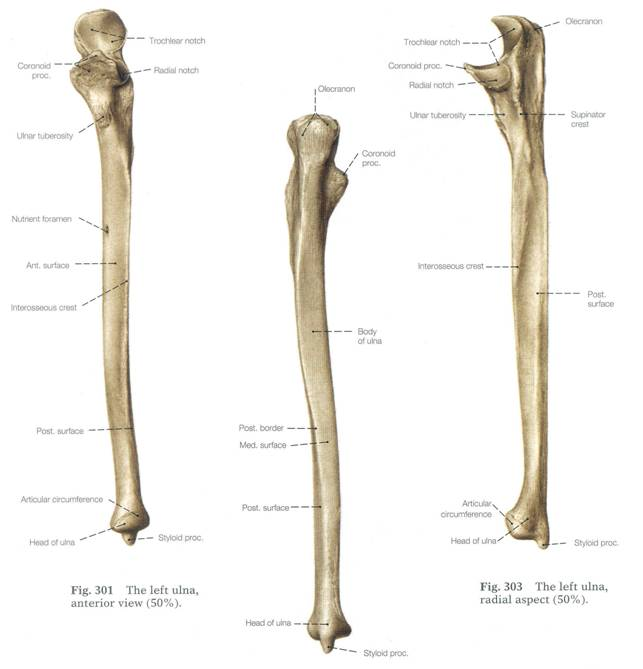 Trochlear notch
Coronoid
proc.
Radial notch
Ulnar tuberosity
Nutrient foramen
Ant. surface
Interosseous crest
Post. surface
Articular circumference
Head of ulna
Styloid proc.
Fig. 301 The left ulna,
anterior view (50%).
Olecranon
Coronoid
proc.
Body
of ulna
Post. border
Med. surface
Post. surface
Head of ulna
Styloid proc.
Olecranon
Trochlear notch
Coronoid proc.
Radial notch
Ulnar tuberosity
Supinator
crest
Interosseous crest
Post.
surface
Articular
circumference
Head of ulna
Styloid proc.
Fig. 303 The left ulna,
radial aspect (50%).